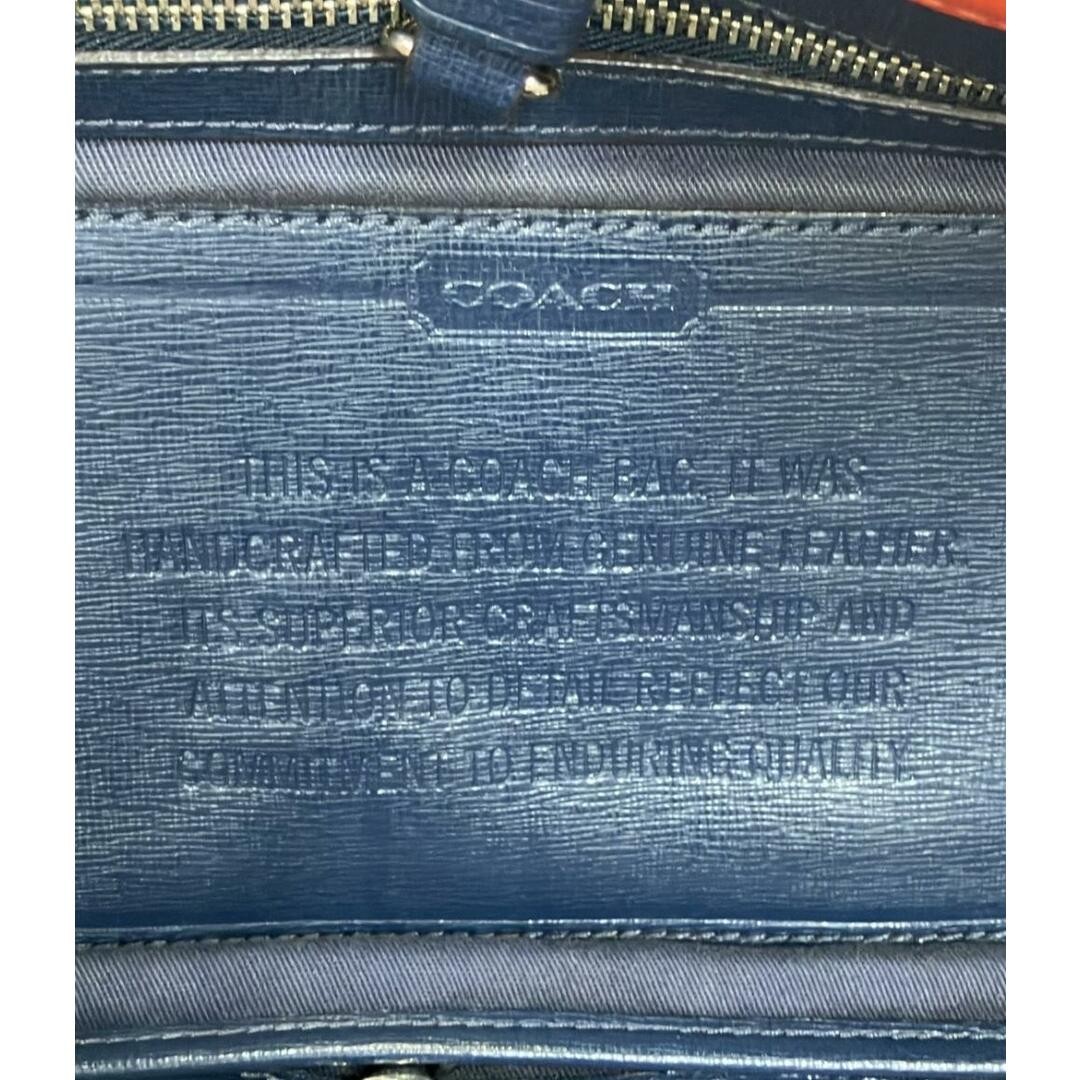 COACH
THIS IS A COACH BAG. IT WAS
HANDCRAFTED FROM GENUINE LEATHER.
ITS SUPERIOR CRAFTSMANSHIP AND
ATTENTION TO DETAIL REFLECT OUR
COMMITMENT TO ENDURING QUALITY.